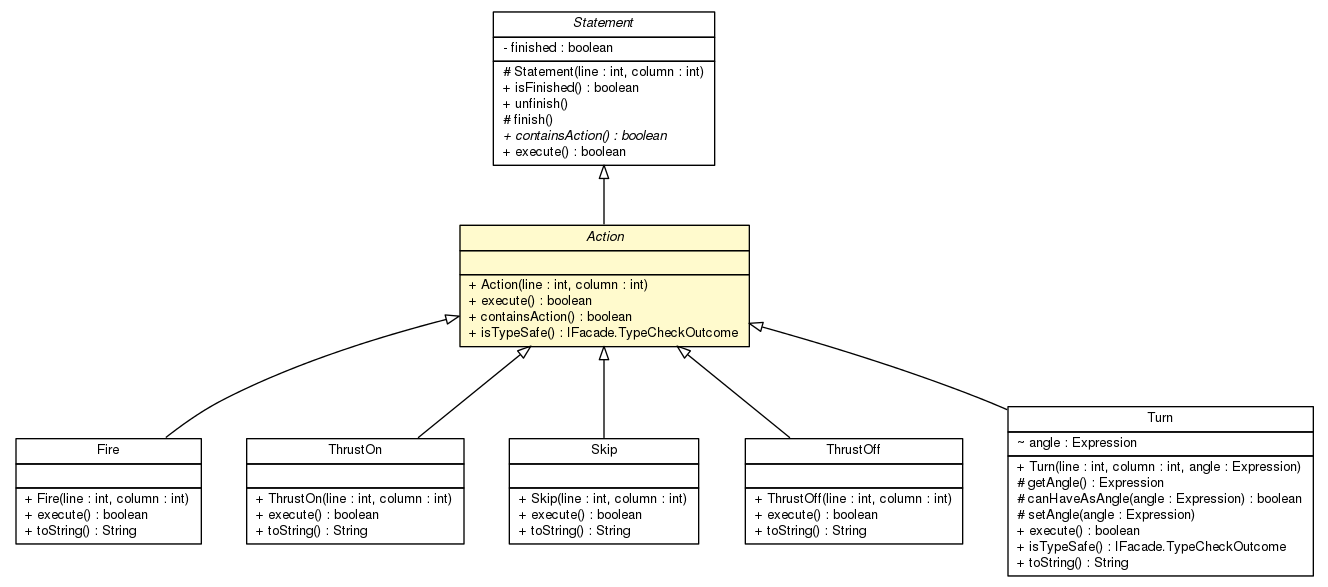 Statement
- finished : boolean
# Statement(line : int, column : int)
+ isFinished() : boolean
+ unfinish()
# finish()
+ containsAction() : boolean
+ execute() : boolean
Action
+ Action(line : int, column : int)
+ execute() : boolean
+ containsAction() : boolean
+ isTypeSafe() : IFacade.TypeCheckOutcome
Fire
+ Fire(line : int, column : int)
+ execute() : boolean
+ toString() : String
ThrustOn
+ ThrustOn(line : int, column : int)
+ execute() : boolean
+ toString() : String
Skip
+ Skip(line : int, column : int)
+ execute() : boolean
+ toString() : String
ThrustOff
+ ThrustOff(line : int, column : int)
+ execute() : boolean
+ toString() : String
Turn
~ angle : Expression
+ Turn(line : int, column : int, angle : Expression)
# getAngle() : Expression
# canHaveAsAngle(angle : Expression) : boolean
# setAngle(angle : Expression)
+ execute() : boolean
+ isTypeSafe() : IFacade.TypeCheckOutcome
+ toString() : String